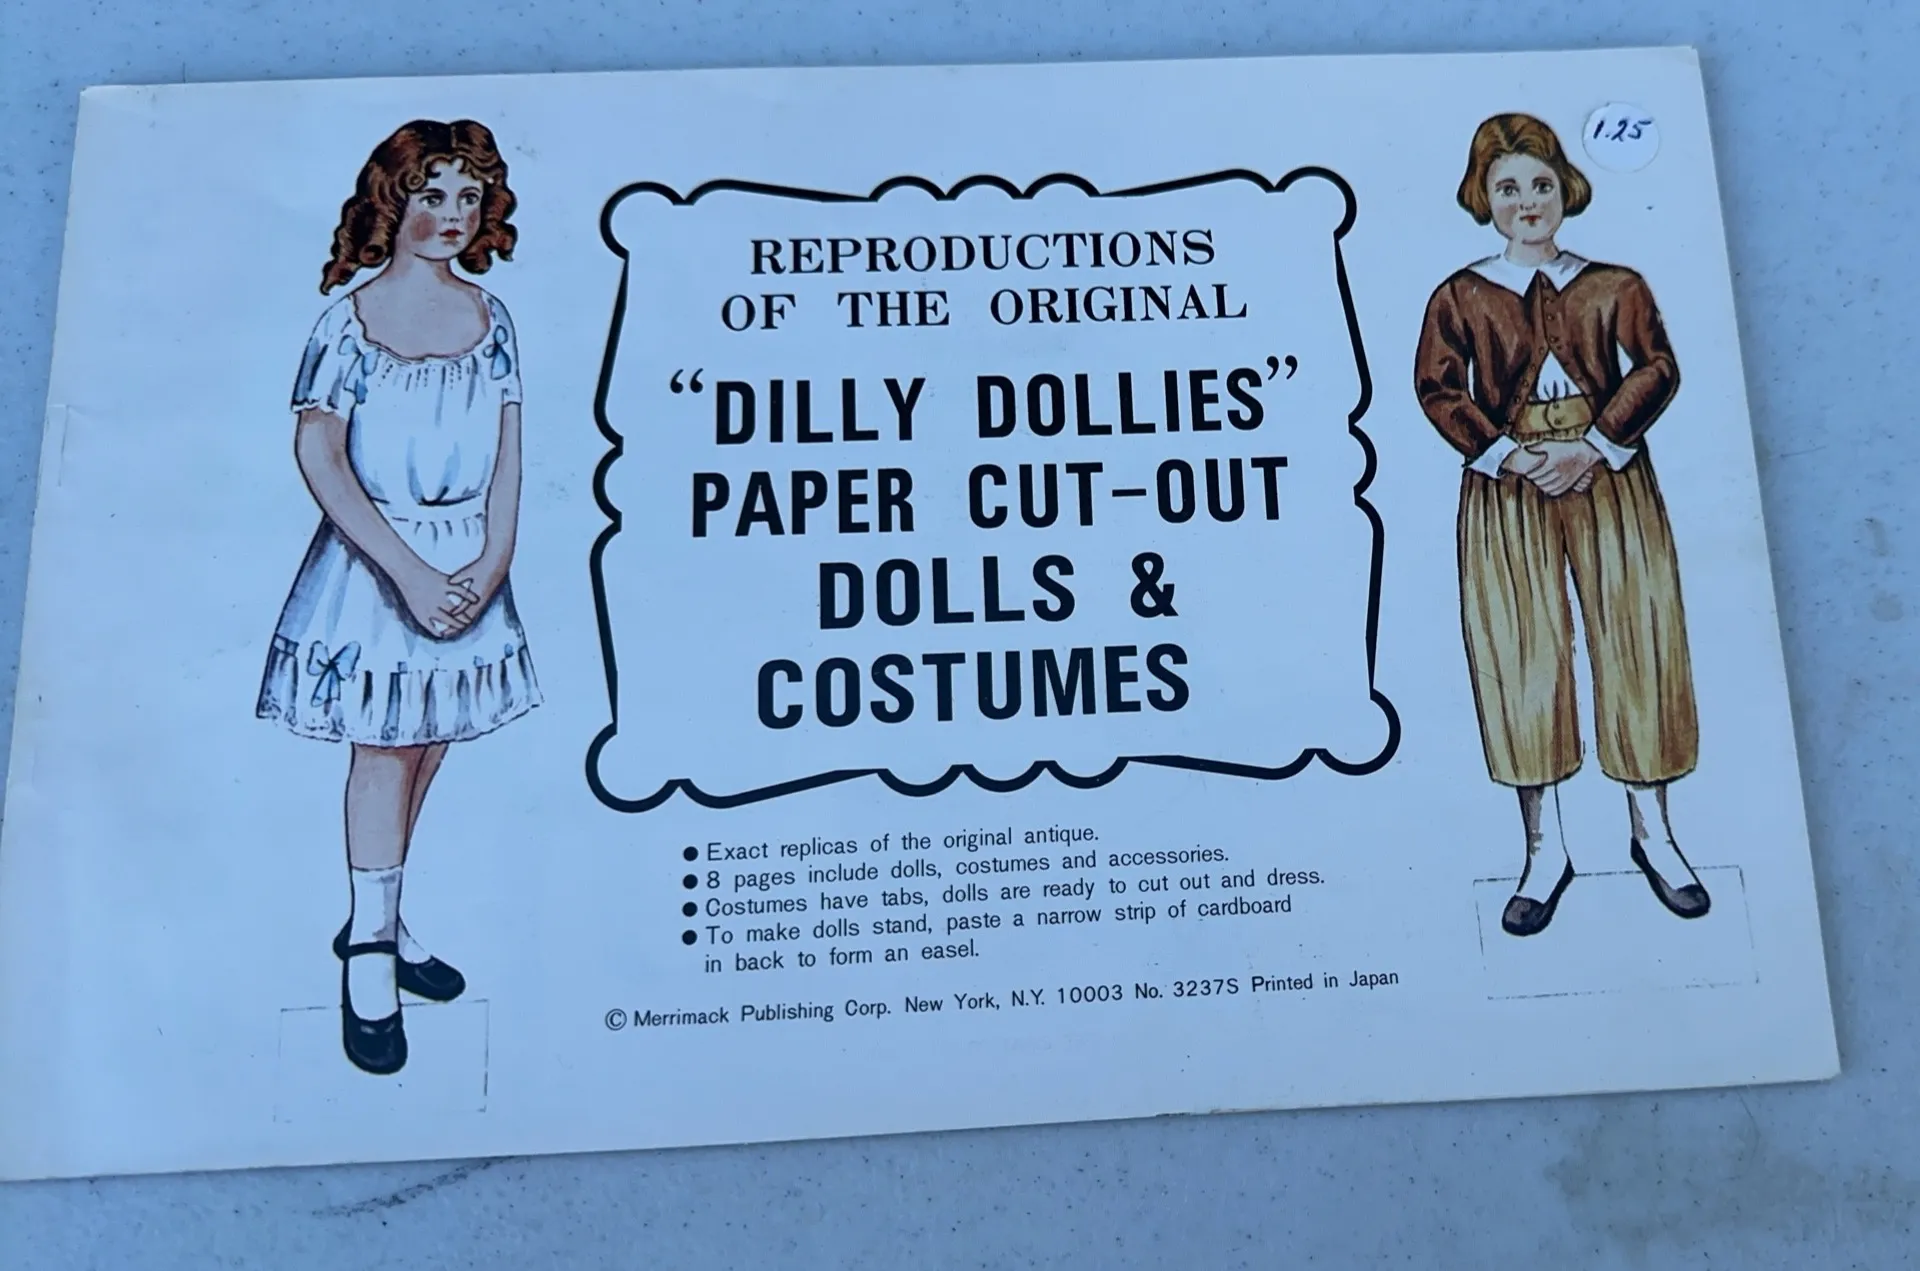 1.25
REPRODUCTIONS
OF THE ORIGINAL
“DILLY DOLLIES”
PAPER CUT-OUT
DOLLS &
COSTUMES
● Exact replicas of the original antique.
● 8 pages include dolls, costumes and accessories.
● Costumes have tabs, dolls are ready to cut out and dress.
● To make dolls stand, paste a narrow strip of cardboard
in back to form an easel.
© Merrimack Publishing Corp. New York, N.Y. 10003 No. 3237S Printed in Japan